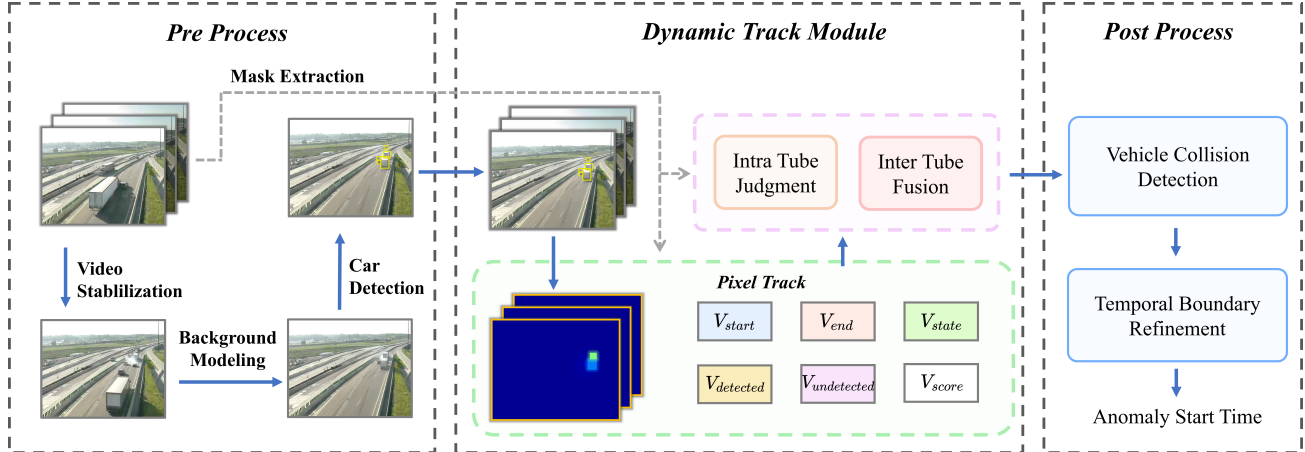 Pre Process
Mask Extraction
Video
Stablilization
Background
Modeling
Car
Detection
Dynamic Track Module
Intra Tube
Judgment
Inter Tube
Fusion
Pixel Track
V_start
V_end
V_state
V_detected
V_undetected
V_score
Post Process
Vehicle Collision
Detection
Temporal Boundary
Refinement
Anomaly Start Time